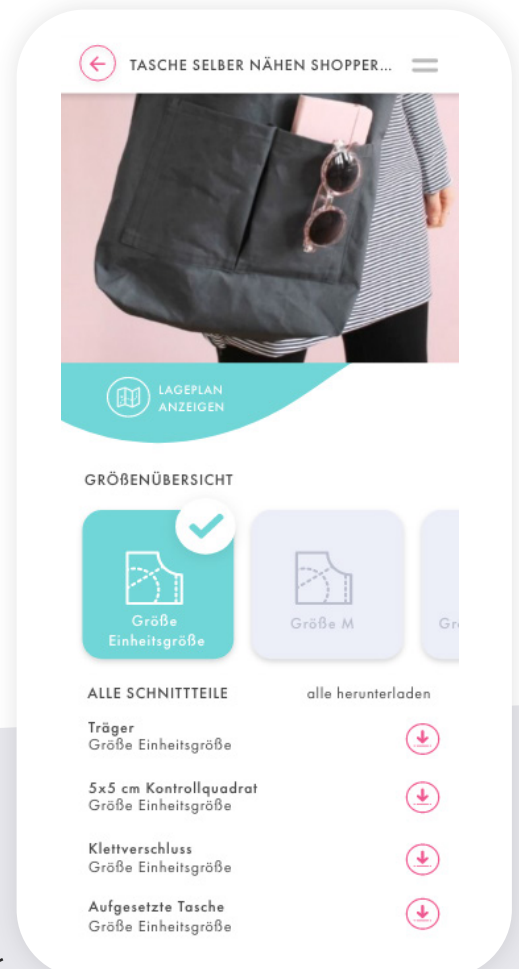 TASCHE SELBER NÄHEN SHOPPER...
LAGEPLAN
ANZEIGEN
GRÖßENÜBERSICHT
Größe
Einheitsgröße
Größe M
ALLE SCHNITTTEILE
alle herunterladen
Träger
Größe Einheitsgröße
5x5 cm Kontrollquadrat
Größe Einheitsgröße
Klettverschluss
Größe Einheitsgröße
Aufgesetzte Tasche
Größe Einheitsgröße